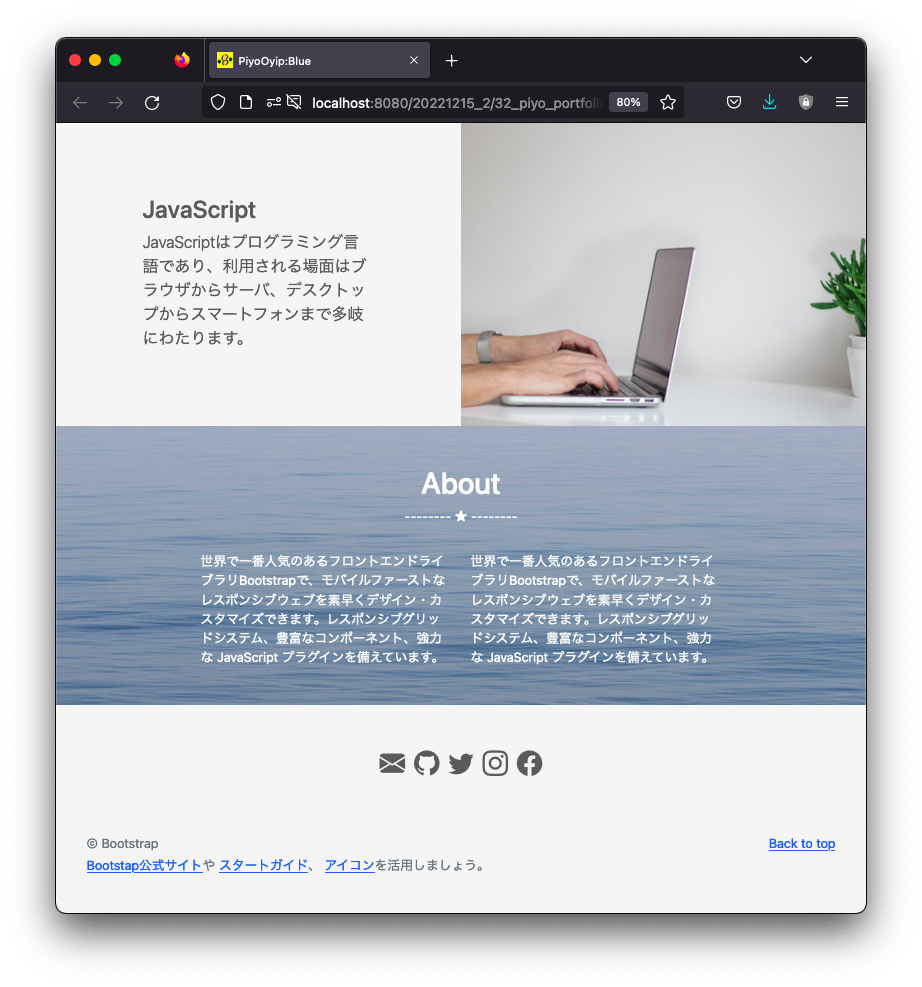 PiyoOyip:Blue
localhost:8080/20221215_2/32_piyo_portfoli
80%
JavaScript
JavaScriptはプログラミング言
語であり、利用される場面はブ
ラウザからサーバ、デスクトッ
プからスマートフォンまで多岐
にわたります。
About
-------- ★ --------
世界で一番人気のあるフロントエンドライ
ブラリBootstrapで、モバイルファーストな
レスポンシブウェブを素早くデザイン・カ
スタマイズできます。レスポンシブグリッ
ドシステム、豊富なコンポーネント、強力
な JavaScript プラグインを備えています。
世界で一番人気のあるフロントエンドライ
ブラリBootstrapで、モバイルファーストな
レスポンシブウェブを素早くデザイン・カ
スタマイズできます。レスポンシブグリッ
ドシステム、豊富なコンポーネント、強力
な JavaScript プラグインを備えています。
© Bootstrap
Back to top
Bootstap公式サイトや スタートガイド、 アイコンを活用しましょう。